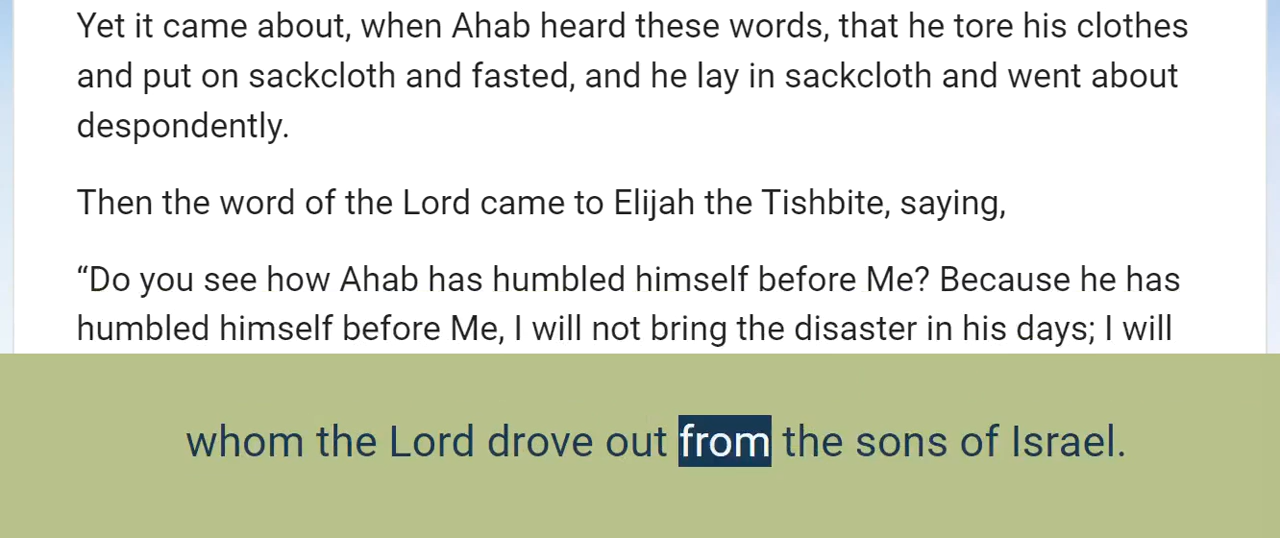 Yet it came about, when Ahab heard these words, that he tore his clothes
and put on sackcloth and fasted, and he lay in sackcloth and went about
despondently.
Then the word of the Lord came to Elijah the Tishbite, saying,
“Do you see how Ahab has humbled himself before Me? Because he has
humbled himself before Me, I will not bring the disaster in his days; I will
whom the Lord drove out from the sons of Israel.